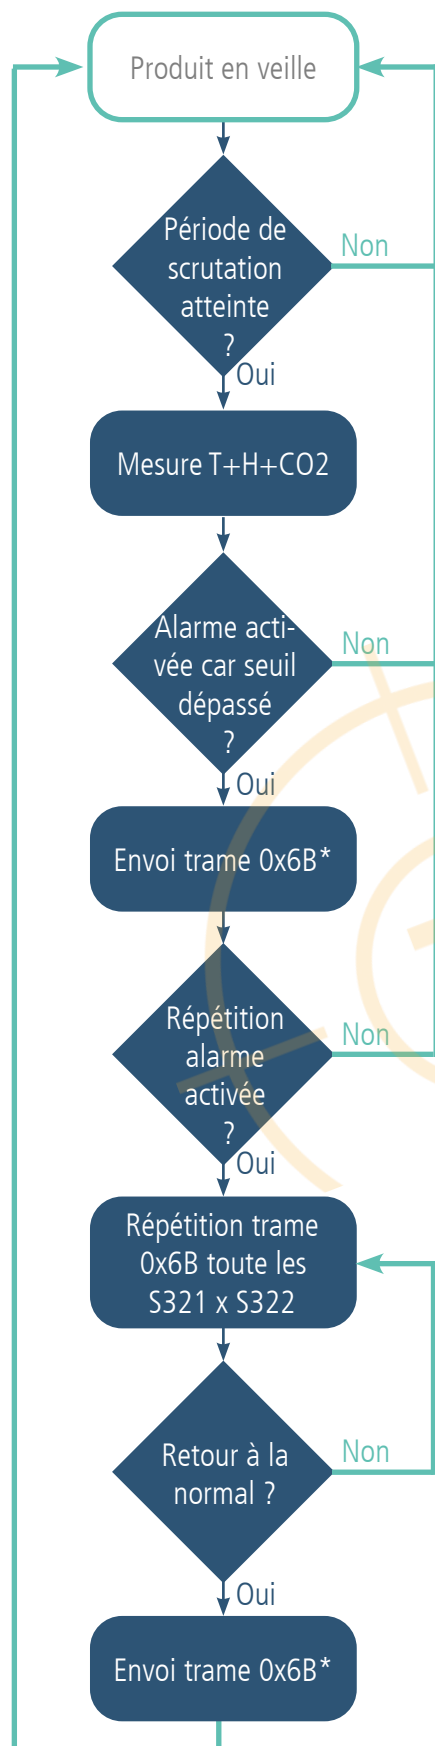 Produit en veille
Période de
scrutation
atteinte
?
Non
Oui
Mesure T+H+CO2
Alarme acti-
vée car seuil
dépassé
?
Non
Oui
Envoi trame 0x6B*
Répétition
alarme
activée
?
Non
Oui
Répétition trame
0x6B toute les
S321 x S322
Retour à la
normal ?
Non
Oui
Envoi trame 0x6B*